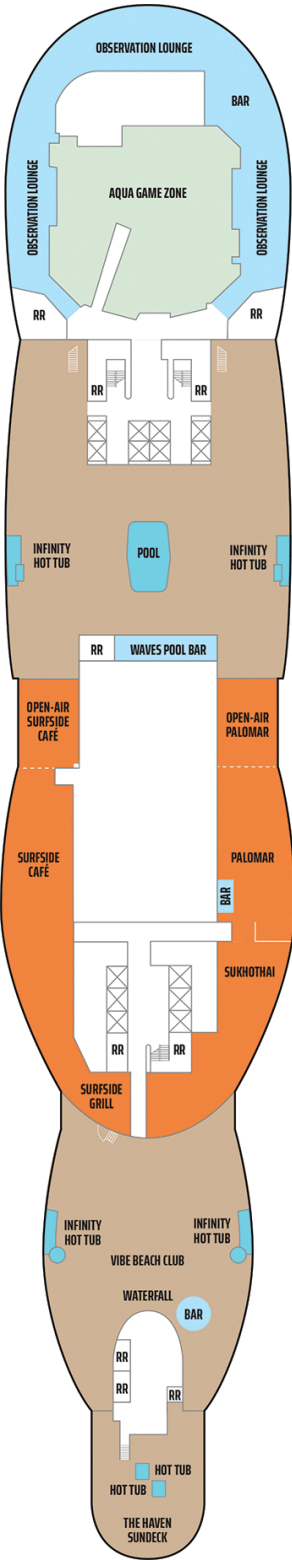 OBSERVATION LOUNGE
BAR
AQUA GAME ZONE
OBSERVATION LOUNGE
OBSERVATION LOUNGE
RR
RR
RR
RR
INFINITY
HOT TUB
POOL
INFINITY
HOT TUB
RR
WAVES POOL BAR
OPEN-AIR
SURFSIDE
CAFÉ
OPEN-AIR
PALOMAR
SURFSIDE
CAFÉ
PALOMAR
BAR
SUKHOTHAI
RR
RR
SURFSIDE
GRILL
INFINITY
HOT TUB
INFINITY
HOT TUB
VIBE BEACH CLUB
WATERFALL
BAR
RR
RR
RR
HOT TUB
HOT TUB
THE HAVEN
SUNDECK